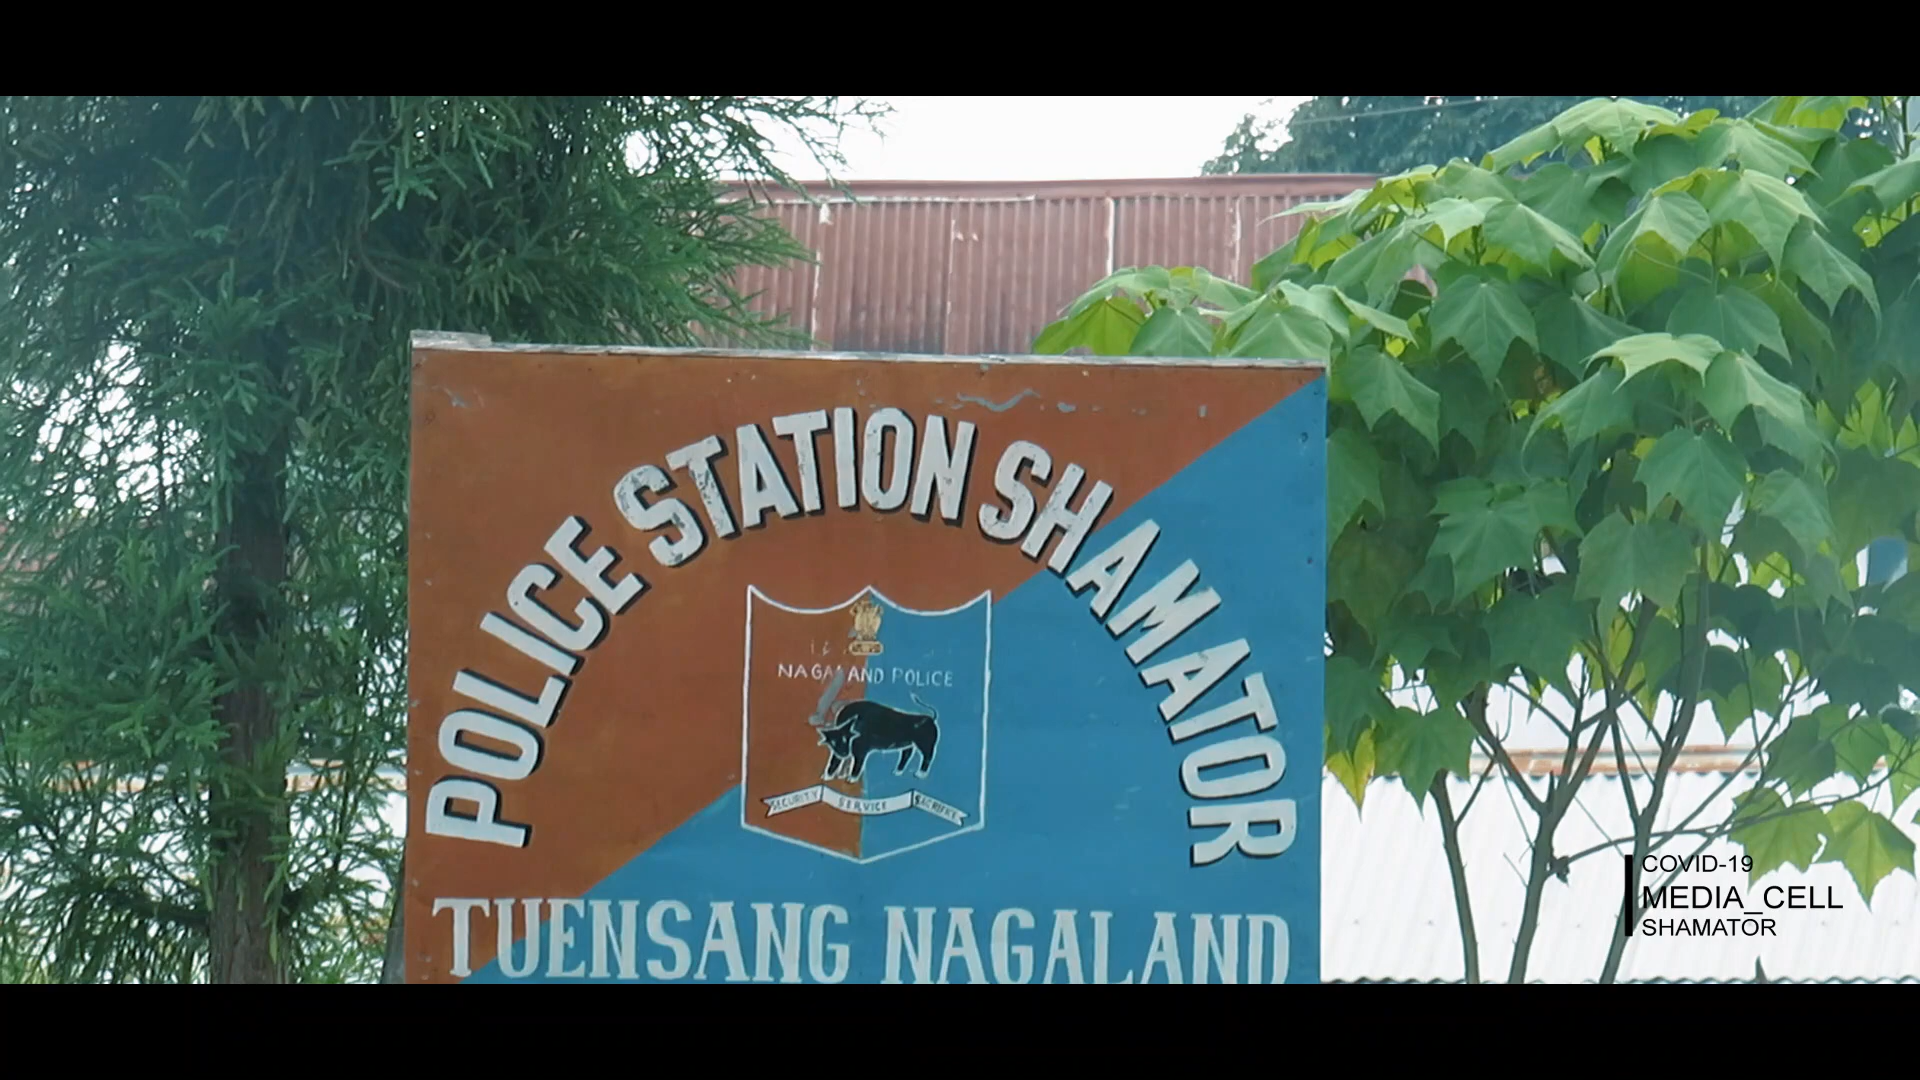 POLICE STATION SHAMATOR
NAGALAND POLICE
SECURITY SERVICE SACRIFICE
TUENSANG NAGALAND
COVID-19
MEDIA_CELL
SHAMATOR